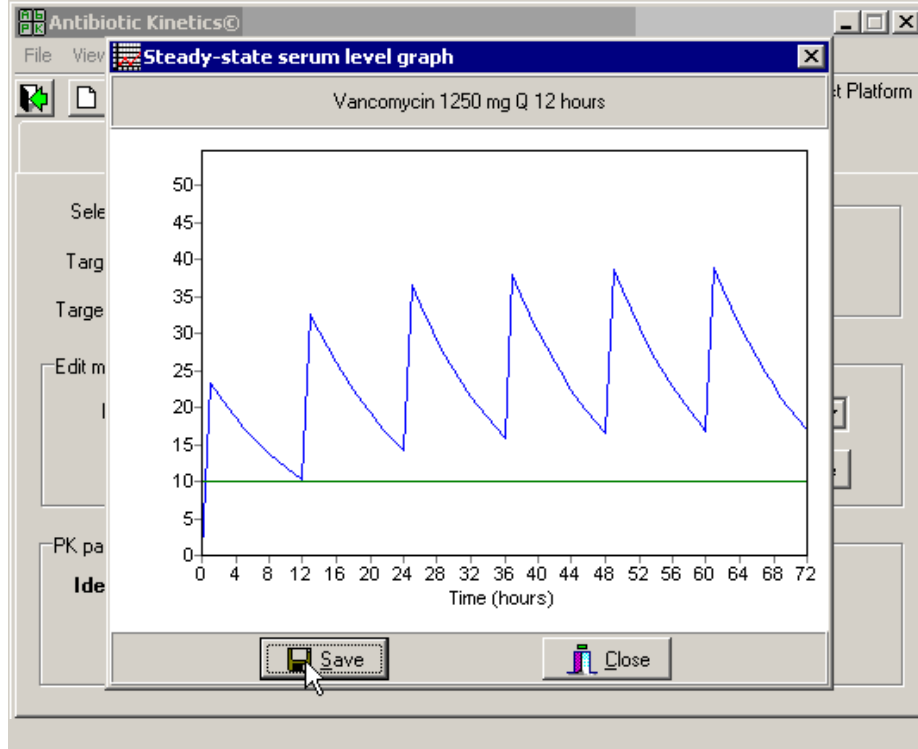 Antibiotic Kinetics©
File View
Steady-state serum level graph
Vancomycin 1250 mg Q 12 hours
Platform
Sele
Targ
Targe
Edit m
PK pa
Ide
50
45
40
35
30
25
20
15
10
5
0
0 4 8 12 16 20 24 28 32 36 40 44 48 52 56 60 64 68 72
Time (hours)
Save Close